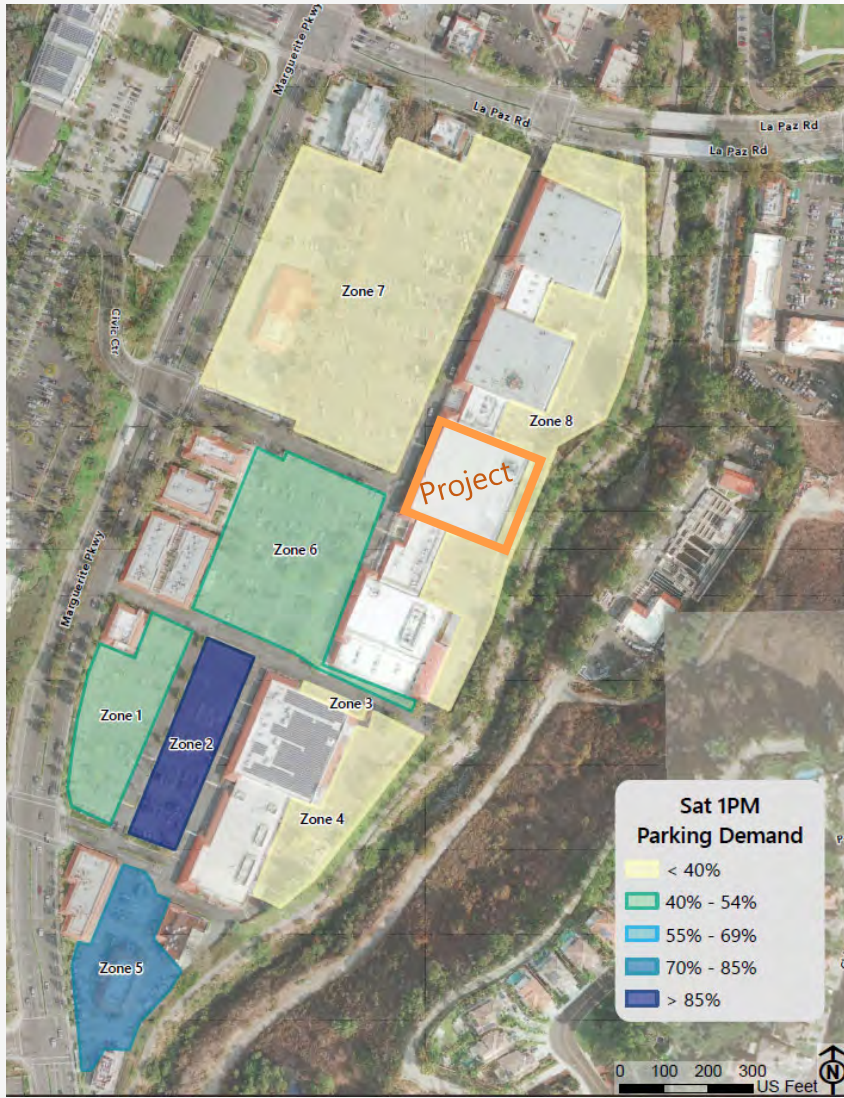 Marguerite Pkwy
La Paz Rd
La Paz Rd
La Paz Rd
Zone 7
Civic Ctr
Zone 8
Project
Zone 6
Marguerite Pkwy
Zone 3
Zone 1
Zone 2
Zone 4
Zone 5
Sat 1PM
Parking Demand
< 40%
40% - 54%
55% - 69%
70% - 85%
> 85%
0 100 200 300
US Feet
N